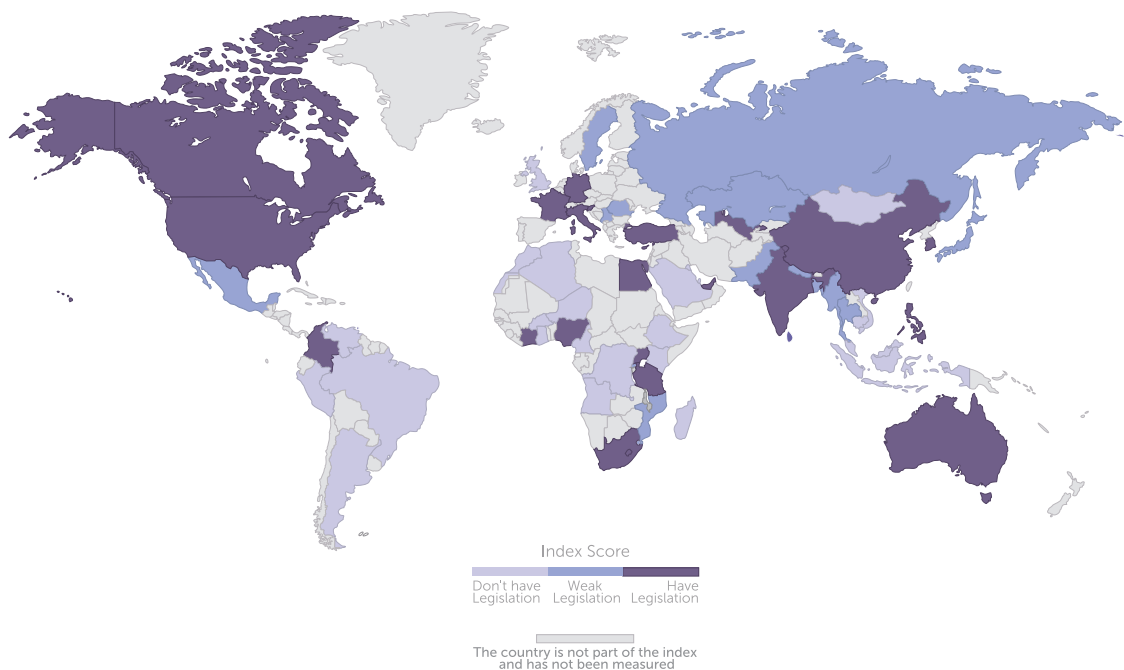 Index Score
Don't have Legislation
Weak Legislation
Have Legislation
The country is not part of the index
and has not been measured